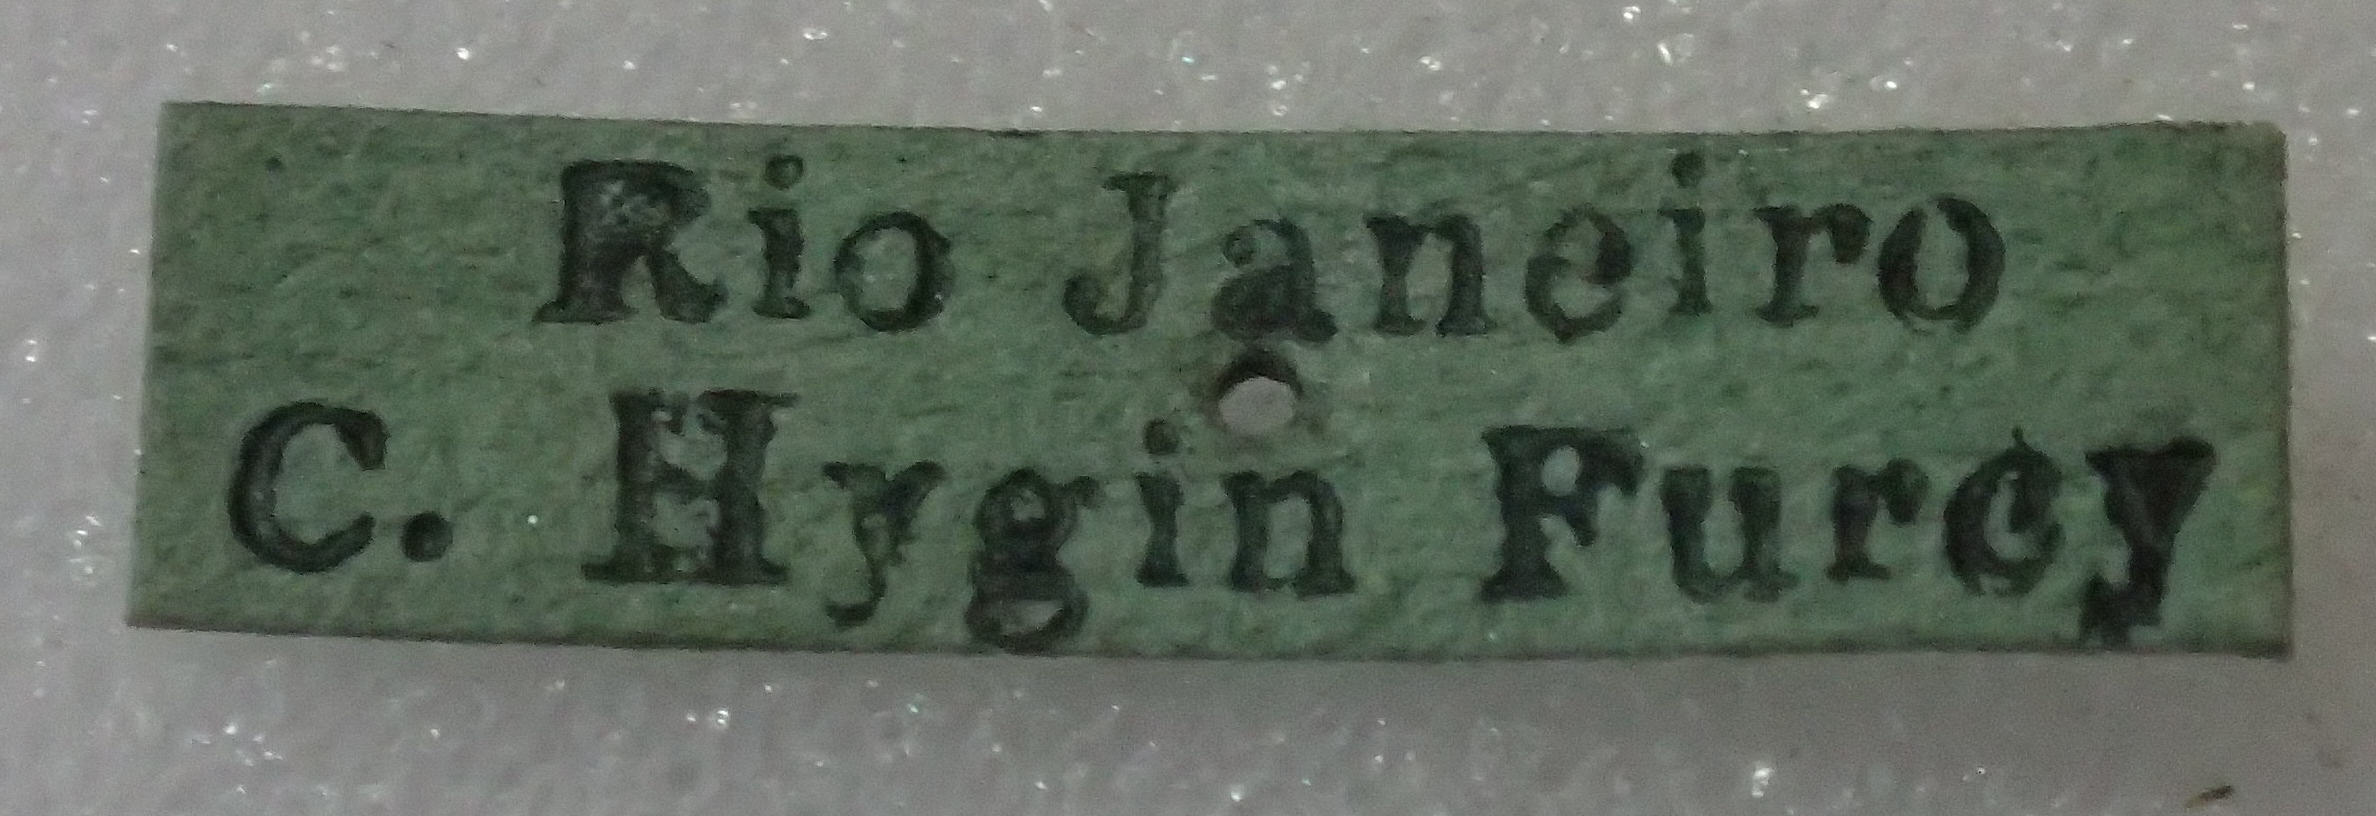 Rio Janeiro
C. Hygin Furcy